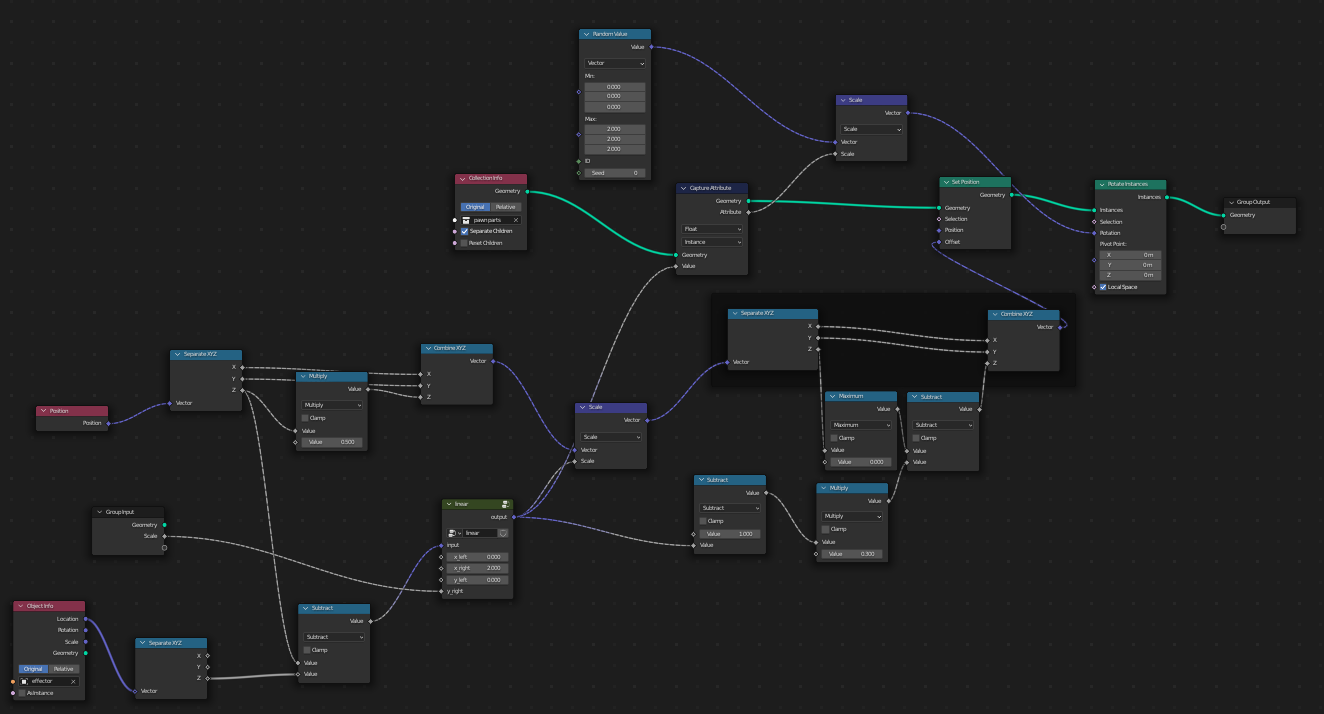 Random Value
Value
Vector
Min:
0.000
0.000
0.000
Max:
2.000
2.000
2.000
ID
Seed 0
Scale
Vector
Scale
Vector
Scale
Collection Info
Geometry
Original Relative
pawn parts
Separate Children
Reset Children
Capture Attribute
Geometry
Attribute
Float
Instance
Geometry
Value
Set Position
Geometry
Geometry
Selection
Position
Offset
Rotate Instances
Instances
Instances
Selection
Rotation
Pivot Point:
X 0 m
Y 0 m
Z 0 m
Local Space
Group Output
Geometry
Separate XYZ
X
Y
Z
Vector
Combine XYZ
Vector
X
Y
Z
Position
Position
Separate XYZ
X
Y
Z
Vector
Multiply
Value
Multiply
Clamp
Value
Value 0.300
Combine XYZ
Vector
X
Y
Z
Scale
Vector
Scale
Vector
Scale
Maximum
Value
Maximum
Clamp
Value
Value 0.000
Subtract
Value
Subtract
Clamp
Value
Value
Subtract
Value
Subtract
Clamp
Value 1.000
Value
Multiply
Value
Multiply
Clamp
Value
Value 0.300
Group Input
Geometry
Scale
linear
output
linear
input
x_left 0.000
x_right 2.000
y_left 0.000
y_right
Object Info
Location
Rotation
Scale
Geometry
Original Relative
effector
As Instance
Separate XYZ
X
Y
Z
Vector
Subtract
Value
Subtract
Clamp
Value
Value